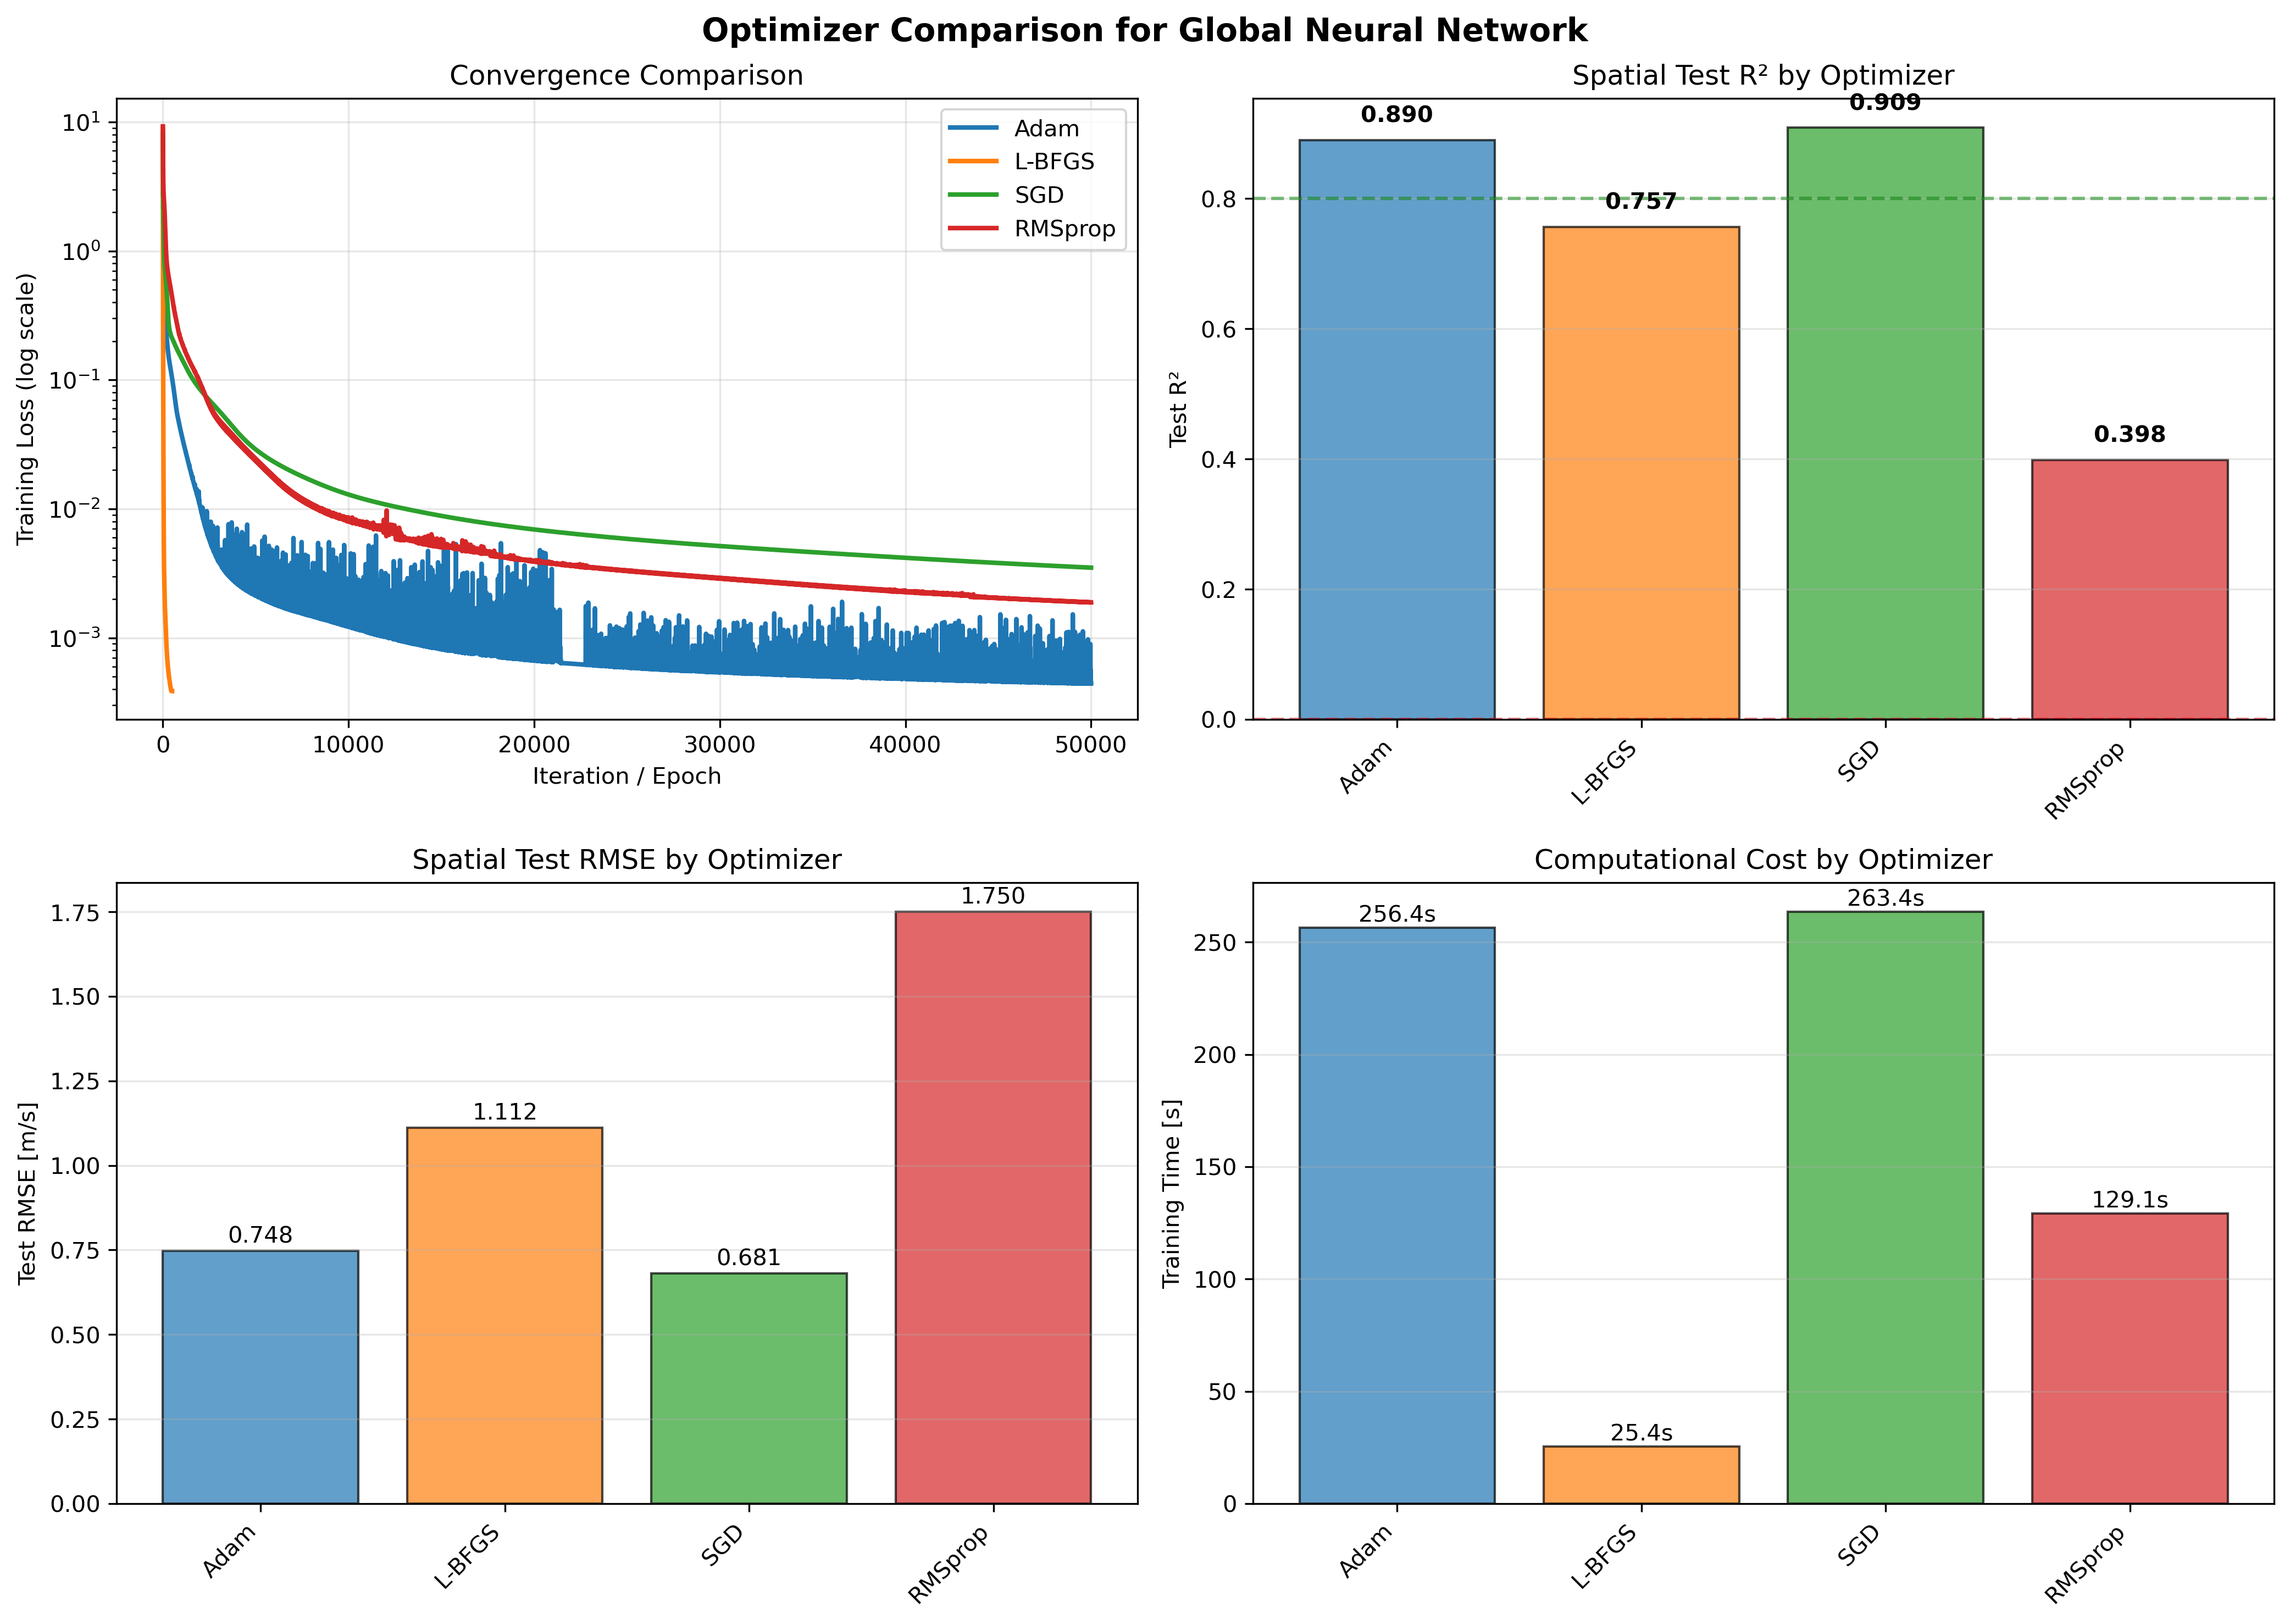 Optimizer Comparison for Global Neural Network
Convergence Comparison
Training Loss (log scale)
10¹
10⁰
10⁻¹
10⁻²
10⁻³
Adam
L-BFGS
SGD
RMSprop
0
10000
20000
30000
40000
50000
Iteration / Epoch
Spatial Test R² by Optimizer
Test R²
0.8
0.6
0.4
0.2
0.0
0.890
0.757
0.909
0.398
Adam
L-BFGS
SGD
RMSprop
Spatial Test RMSE by Optimizer
Test RMSE [m/s]
1.75
1.50
1.25
1.00
0.75
0.50
0.25
0.00
0.748
1.112
0.681
1.750
Adam
L-BFGS
SGD
RMSprop
Computational Cost by Optimizer
Training Time [s]
250
200
150
100
50
0
256.4s
25.4s
263.4s
129.1s
Adam
L-BFGS
SGD
RMSprop